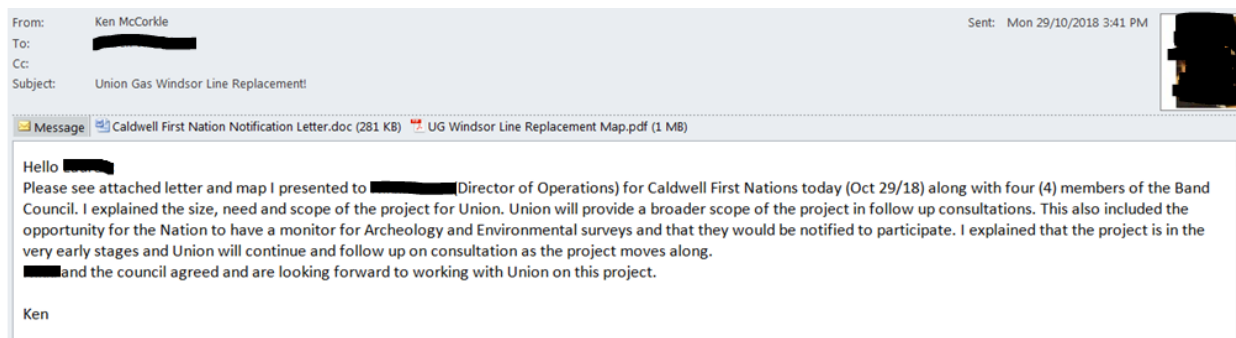 From: Ken McCorkle Sent: Mon 29/10/2018 3:41 PM
To:
Cc:
Subject: Union Gas Windsor Line Replacement!
Message Caldwell First Nation Notification Letter.doc (281 KB) UG Windsor Line Replacement Map.pdf (1 MB)
Hello
Please see attached letter and map I presented to (Director of Operations) for Caldwell First Nations today (Oct 29/18) along with four (4) members of the Band
Council. I explained the size, need and scope of the project for Union. Union will provide a broader scope of the project in follow up consultations. This also included the
opportunity for the Nation to have a monitor for Archeology and Environmental surveys and that they would be notified to participate. I explained that the project is in the
very early stages and Union will continue and follow up on consultation as the project moves along.
and the council agreed and are looking forward to working with Union on this project.
Ken